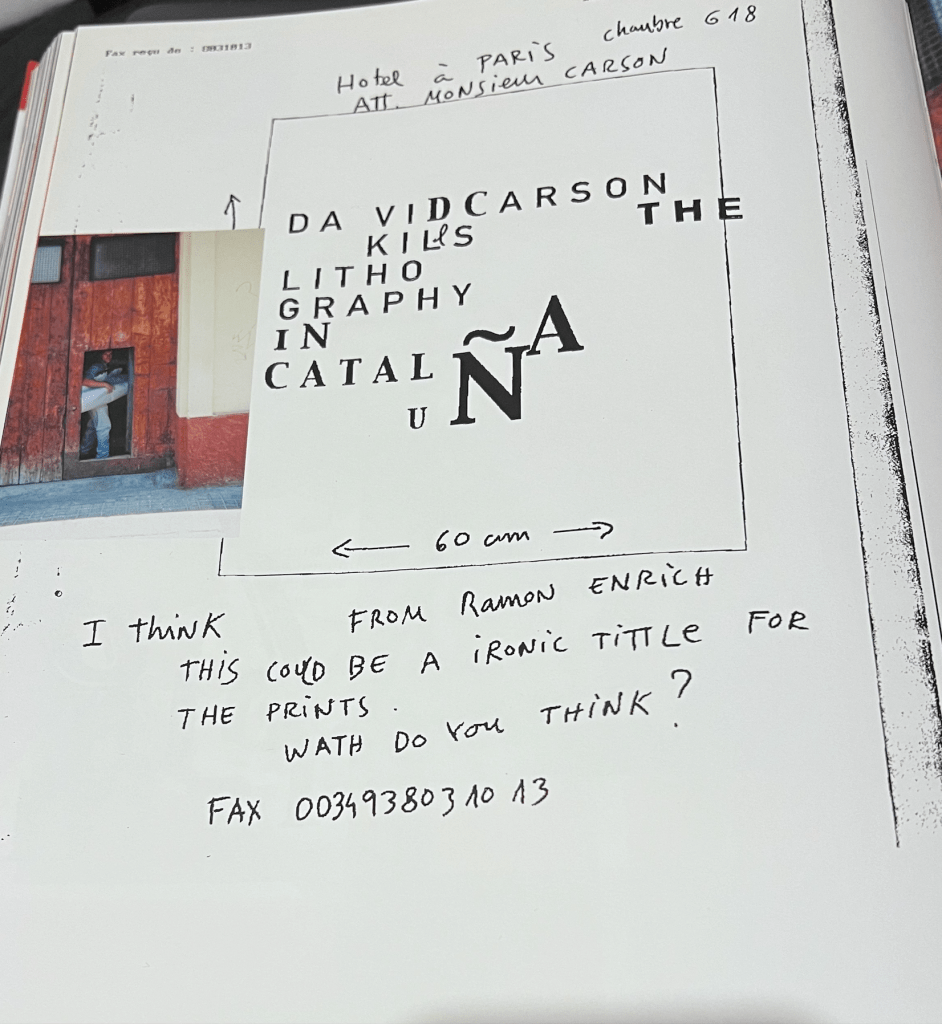 Fax reçu de : 8031013
Hotel à PARiS chambre 618
ATT. MONSieur CARSON
DA VIDCARSON
THE
KILLS
LITHO
GRAPHY
IN
CATAL
U
ÑA
60 cm
I thiNK FROM RamoN ENRiCH
THiS COULD BE A iRONiC TiTTLe FOR
THE PRiNTS.
WATH DO YOU THiNK?
FAX 0034938031013